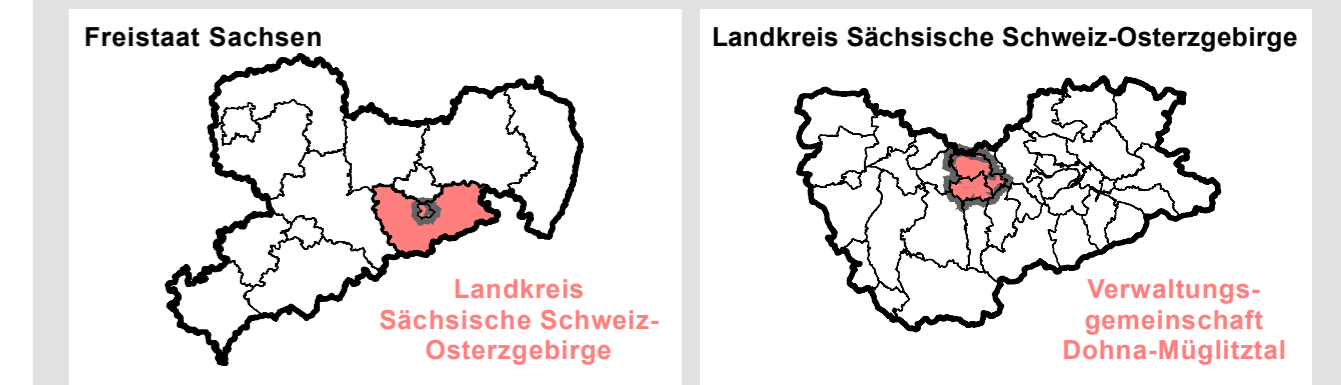 Freistaat Sachsen
Landkreis
Sächsische Schweiz-
Osterzgebirge
Landkreis Sächsische Schweiz-Osterzgebirge
Verwaltungs-
gemeinschaft
Dohna-Müglitztal